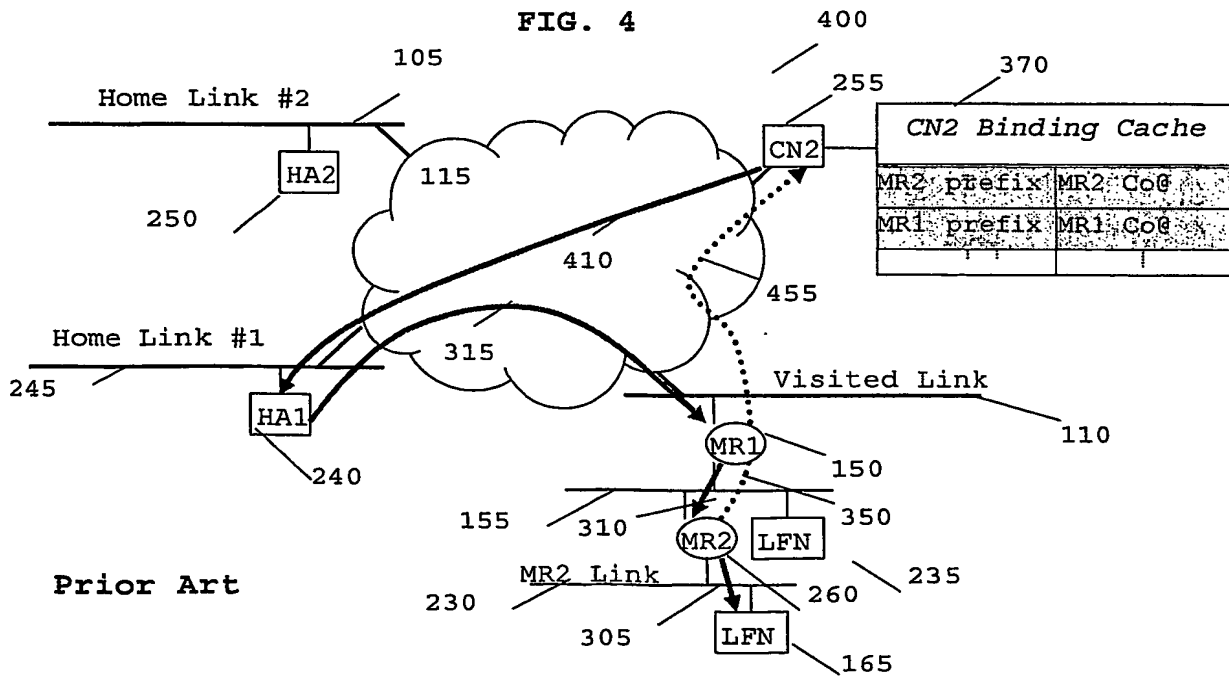 FIG. 4
400
105
255
370
Home Link #2
CN2 Binding Cache
CN2
HA2
115
MR2 prefix MR2 Co@
250
MR1 prefix MR1 Co@
410
455
Home Link #1
315
245
Visited Link
HA1
110
MR1
150
240
155
310
350
MR2
LFN
Prior Art
MR2 Link
235
230
260
305
LFN
165